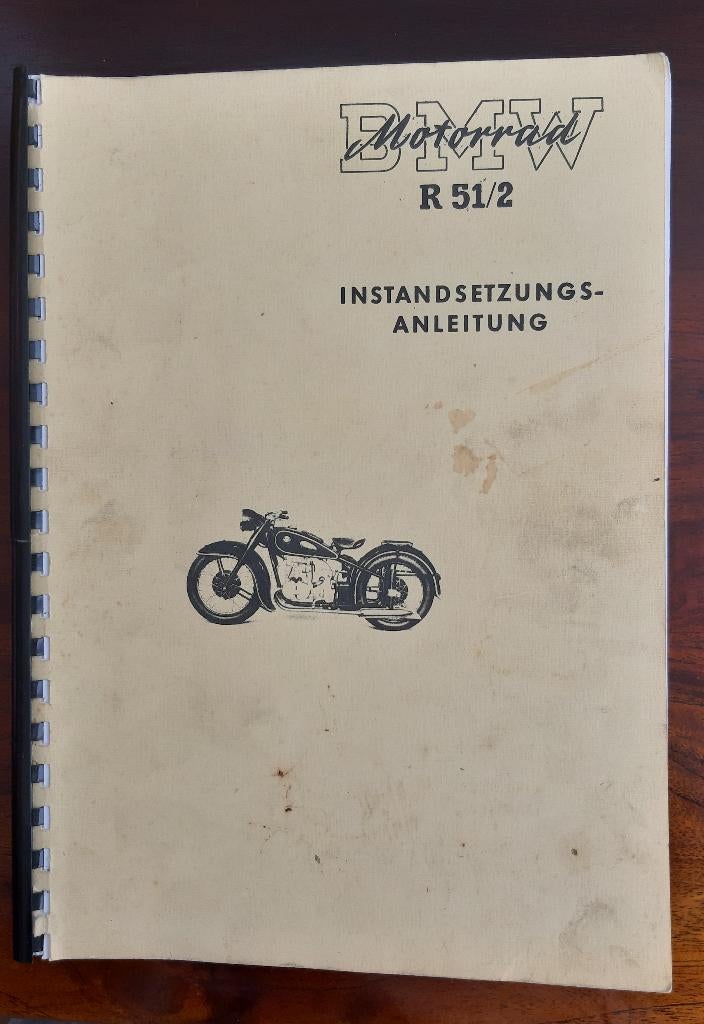 BMW
Motorrad
R 51/2
INSTANDSETZUNGS-
ANLEITUNG